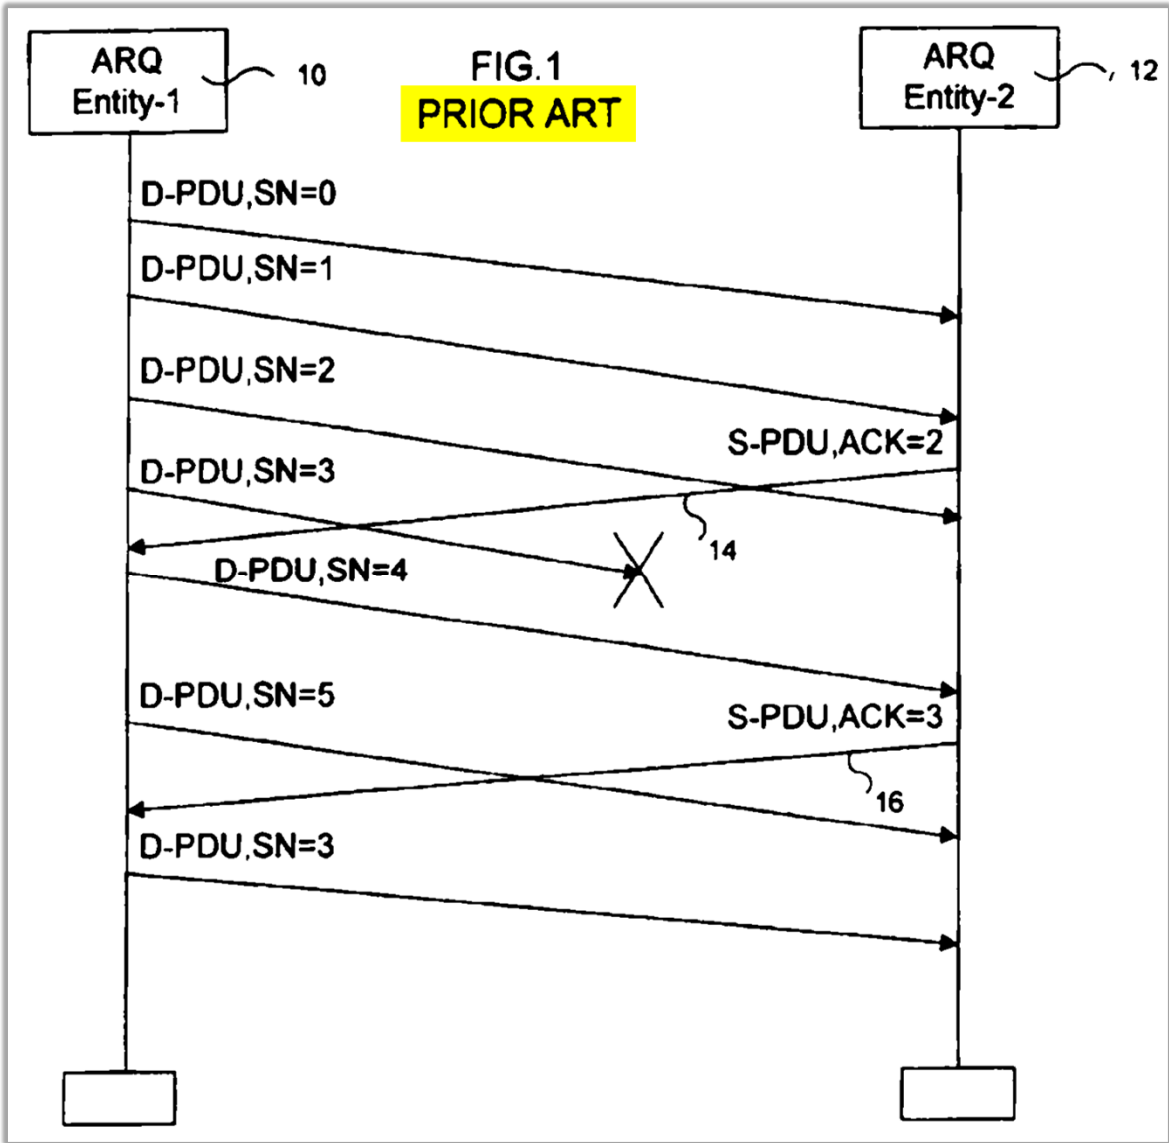 ARQ
Entity-1
10
FIG.1
PRIOR ART
ARQ
Entity-2
12
D-PDU,SN=0
D-PDU,SN=1
D-PDU,SN=2
S-PDU,ACK=2
D-PDU,SN=3
14
D-PDU,SN=4
D-PDU,SN=5
S-PDU,ACK=3
16
D-PDU,SN=3